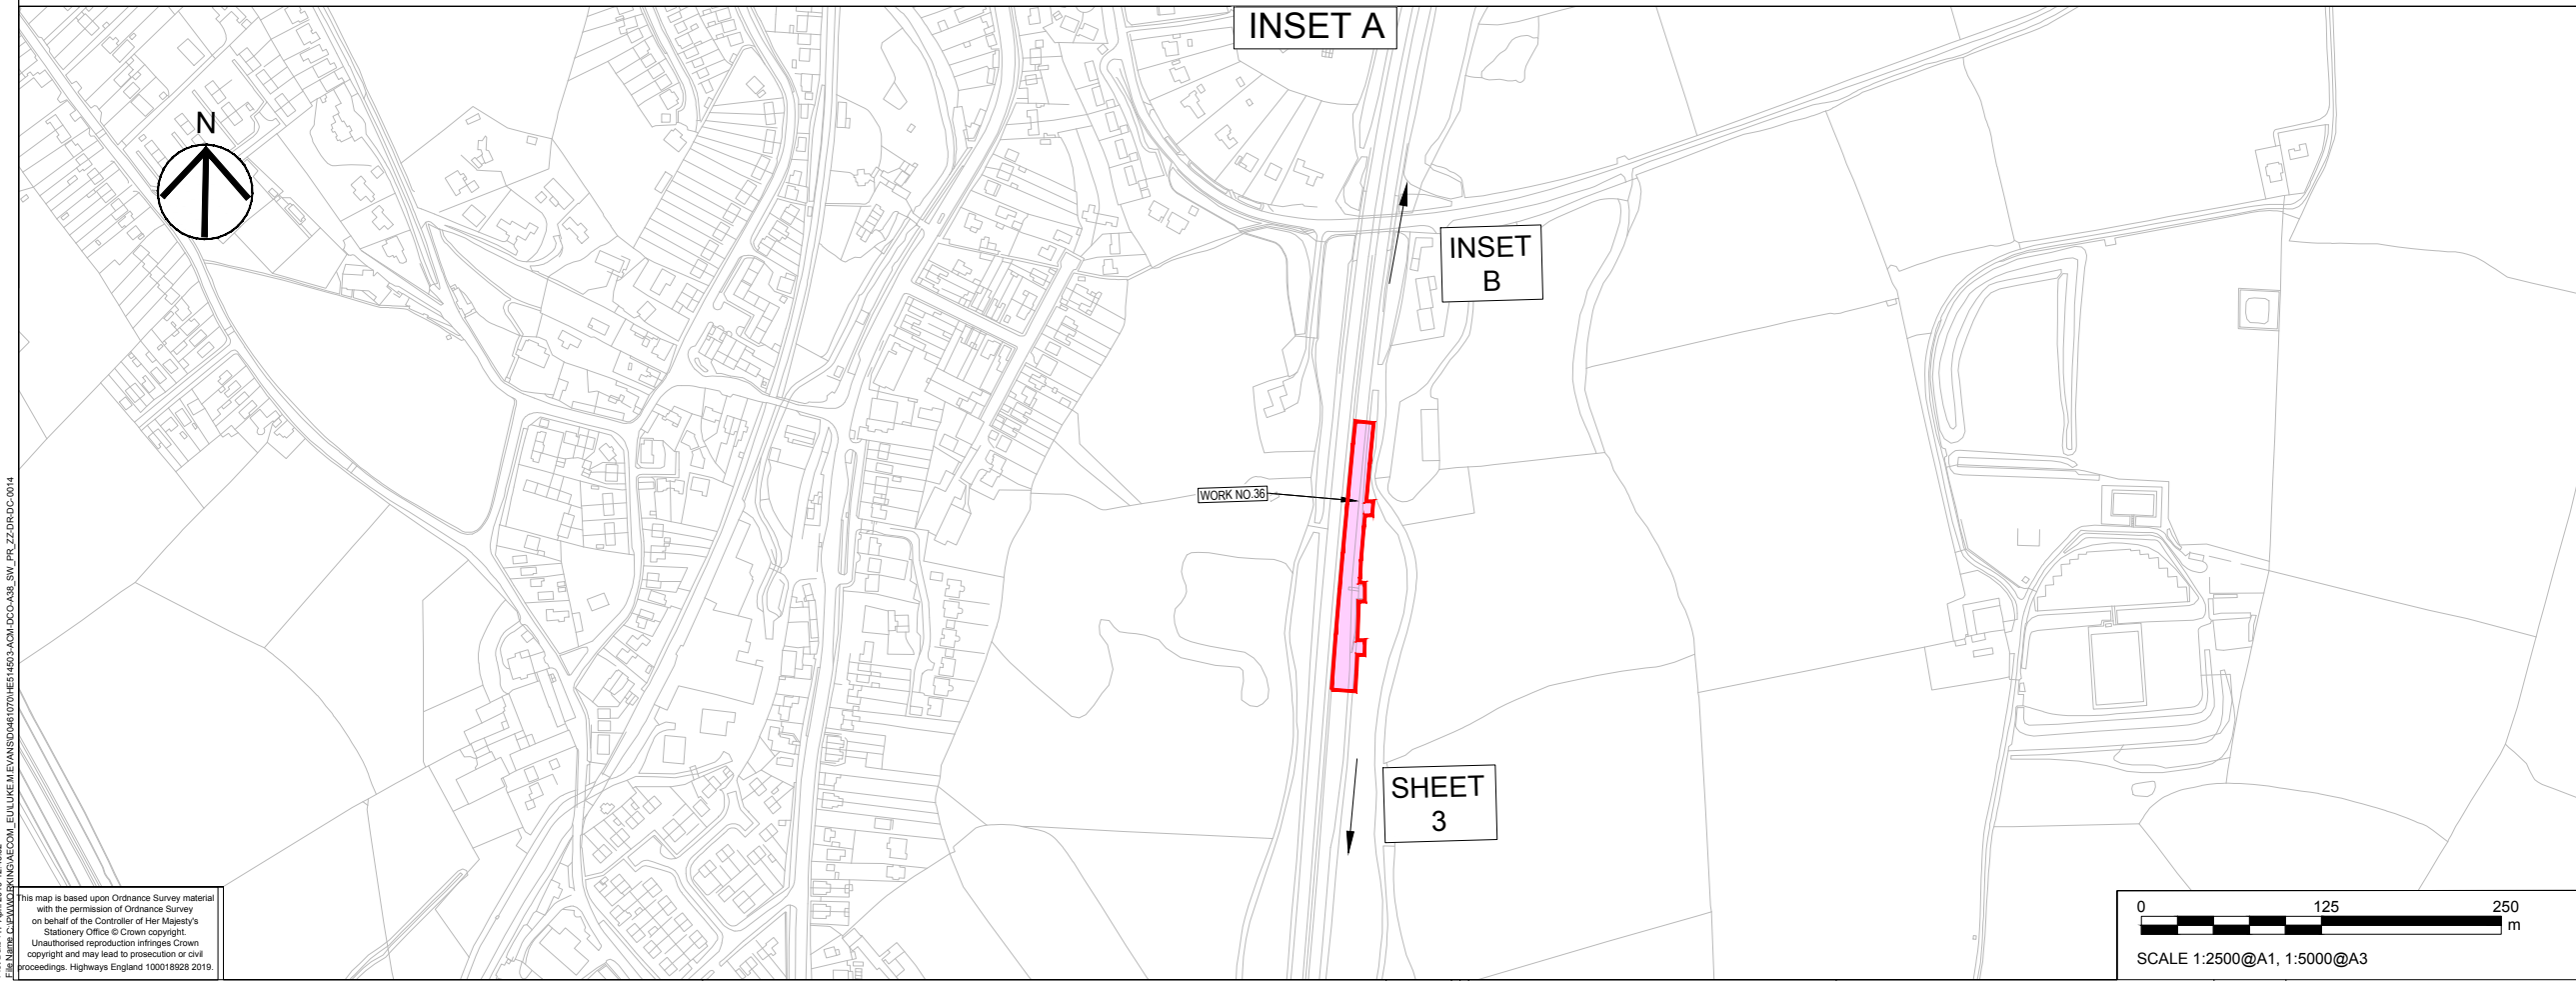 INSET A
N
INSET
B
WORK NO.36
SHEET
3
File Name C:\PWWORKING\AECOM_EU\LUKE.M.EVANS\D0461070\HE514503-ACM-DCO-A38_SW_PR_ZZ-DR-DC-0014
This map is based upon Ordnance Survey material
with the permission of Ordnance Survey
on behalf of the Controller of Her Majesty's
Stationery Office © Crown copyright.
Unauthorised reproduction infringes Crown
copyright and may lead to prosecution or civil
proceedings. Highways England 100018928 2019.
0 125 250
m
SCALE 1:2500@A1, 1:5000@A3